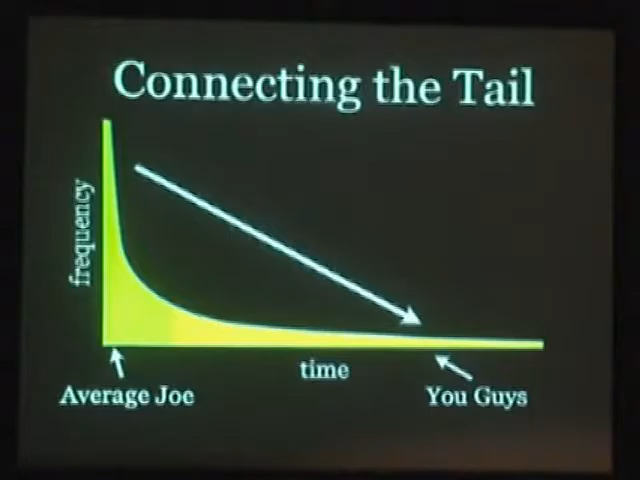 Connecting the Tail
frequency
time
Average Joe
You Guys